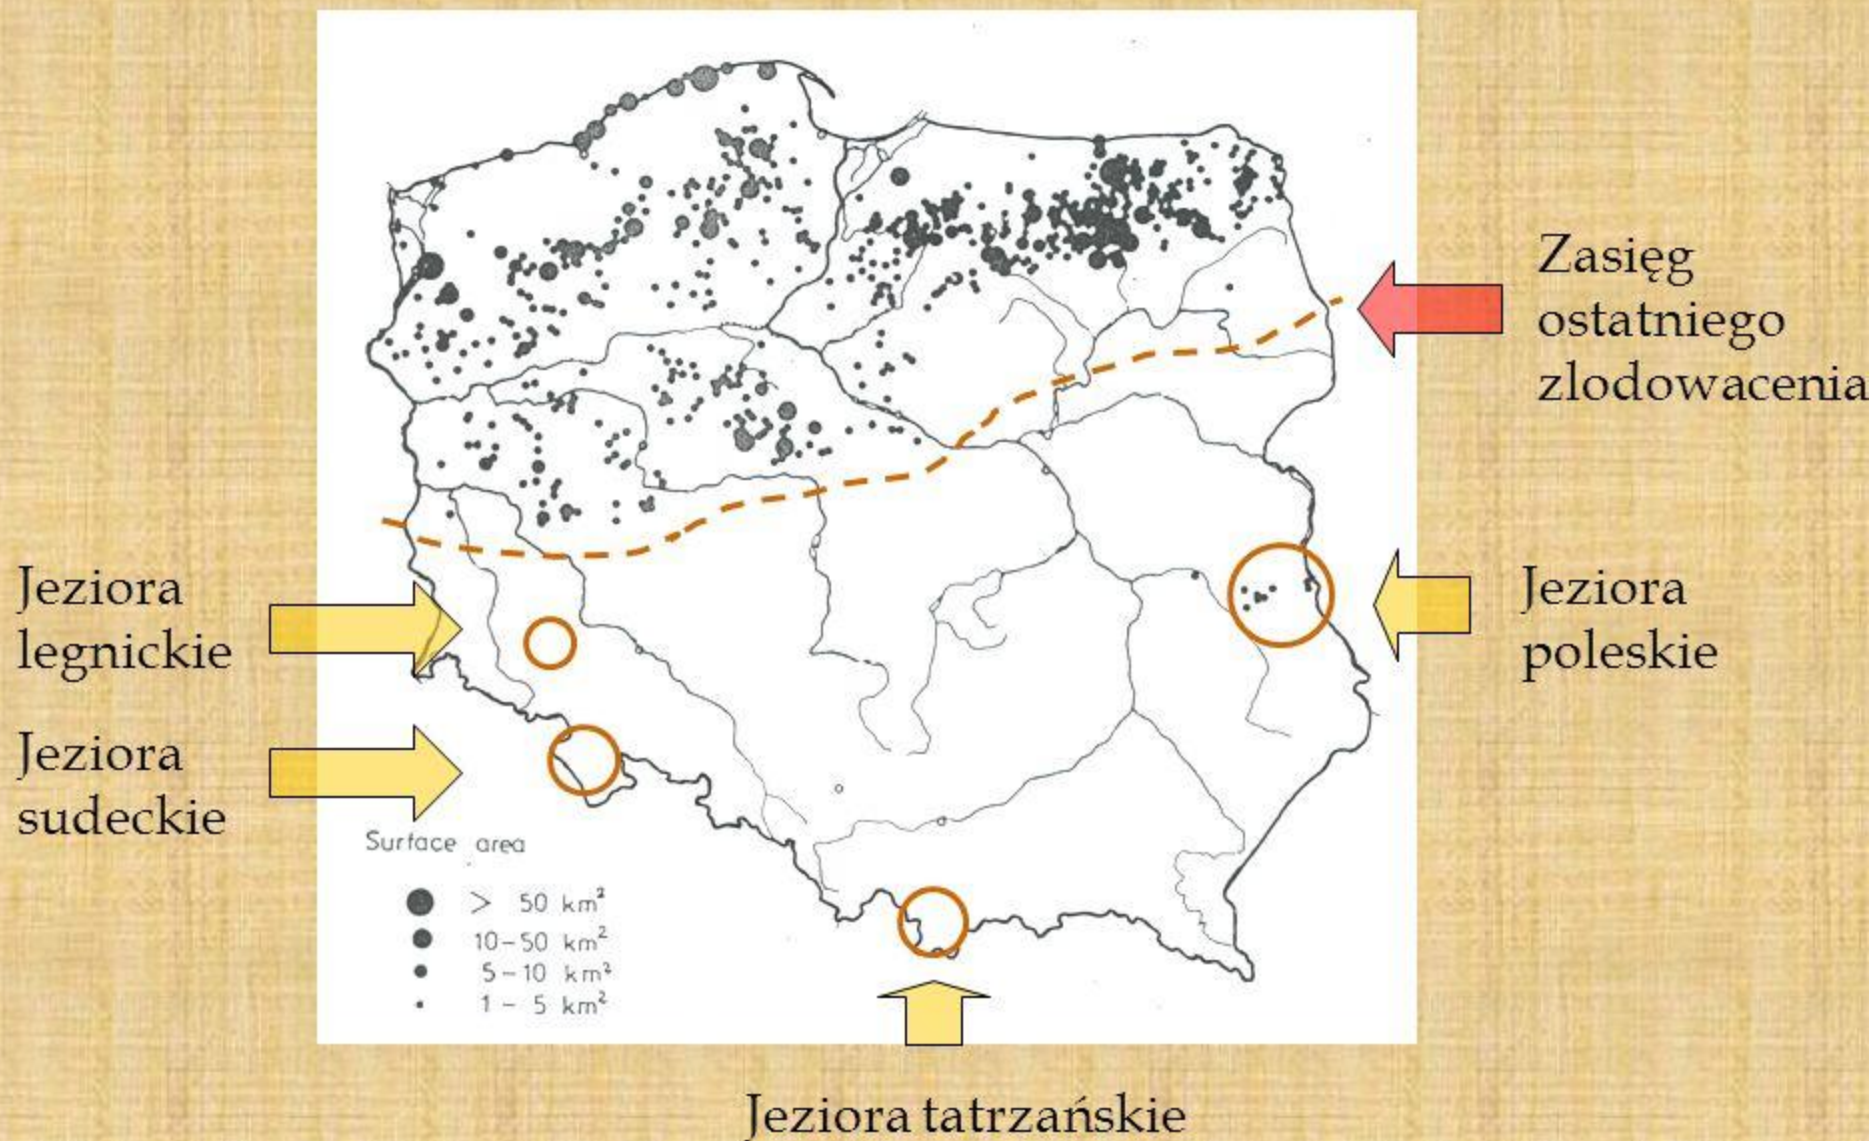 Zasięg
ostatniego
zlodowacenia
Jeziora
legnickie
Jeziora
poleskie
Jeziora
sudeckie
Surface area
> 50 km²
10-50 km²
5-10 km²
1-5 km²
Jeziora tatrzańskie